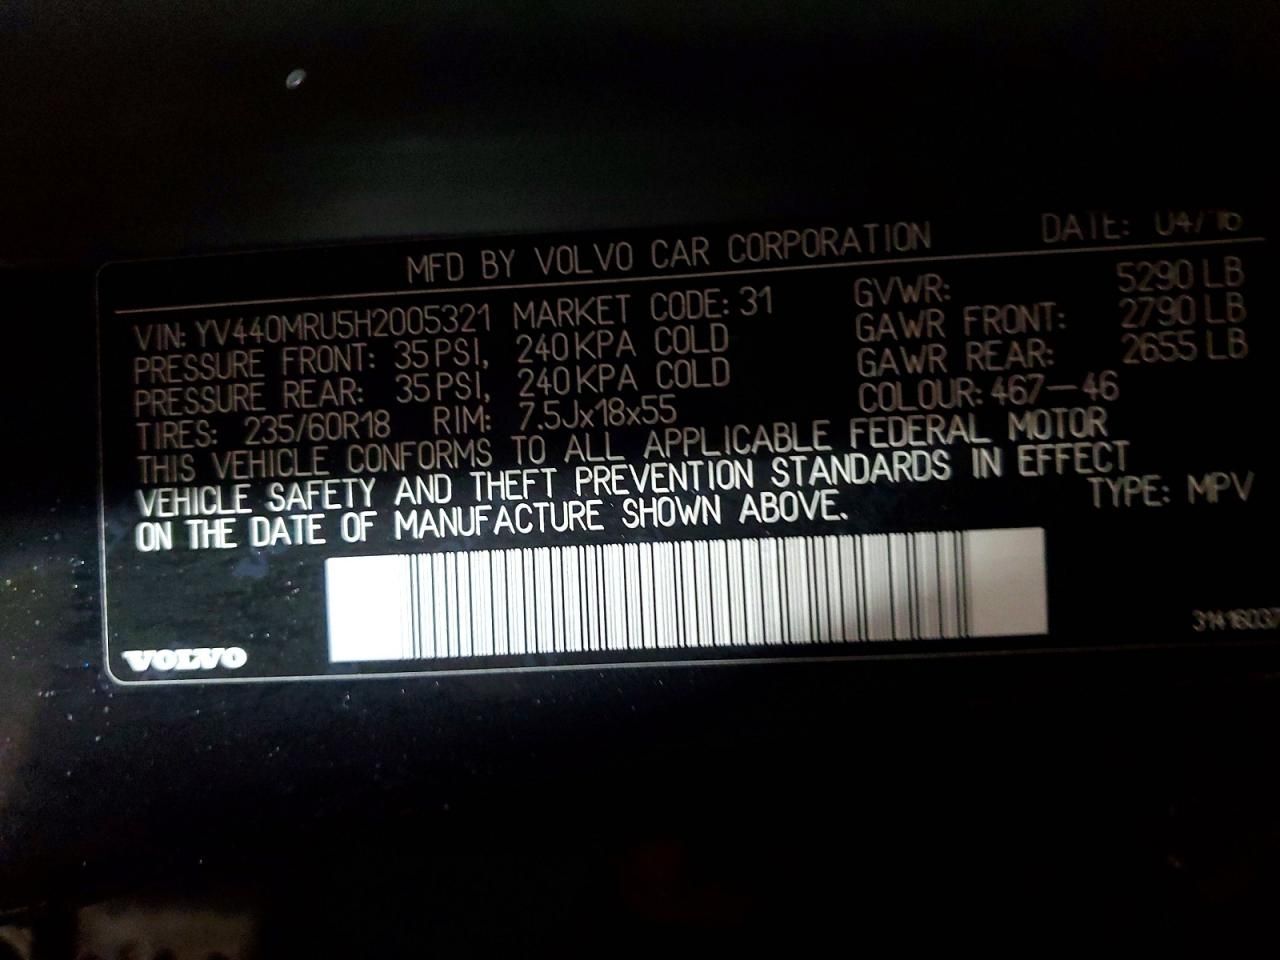 MFD BY VOLVO CAR CORPORATION DATE: 04/16
VIN: YV440MRU5H2005321 MARKET CODE: 31 GVWR: 5290 LB
PRESSURE FRONT: 35 PSI, 240 KPA COLD GAWR FRONT: 2790 LB
PRESSURE REAR: 35 PSI, 240 KPA COLD GAWR REAR: 2655 LB
TIRES: 235/60R18 RIM: 7.5Jx18x55 COLOUR: 467-46
THIS VEHICLE CONFORMS TO ALL APPLICABLE FEDERAL MOTOR
VEHICLE SAFETY AND THEFT PREVENTION STANDARDS IN EFFECT
ON THE DATE OF MANUFACTURE SHOWN ABOVE. TYPE: MPV
VOLVO